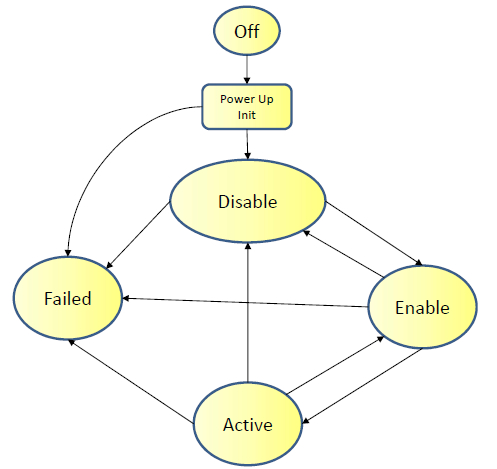 Off
Power Up
Init
Disable
Failed
Enable
Active